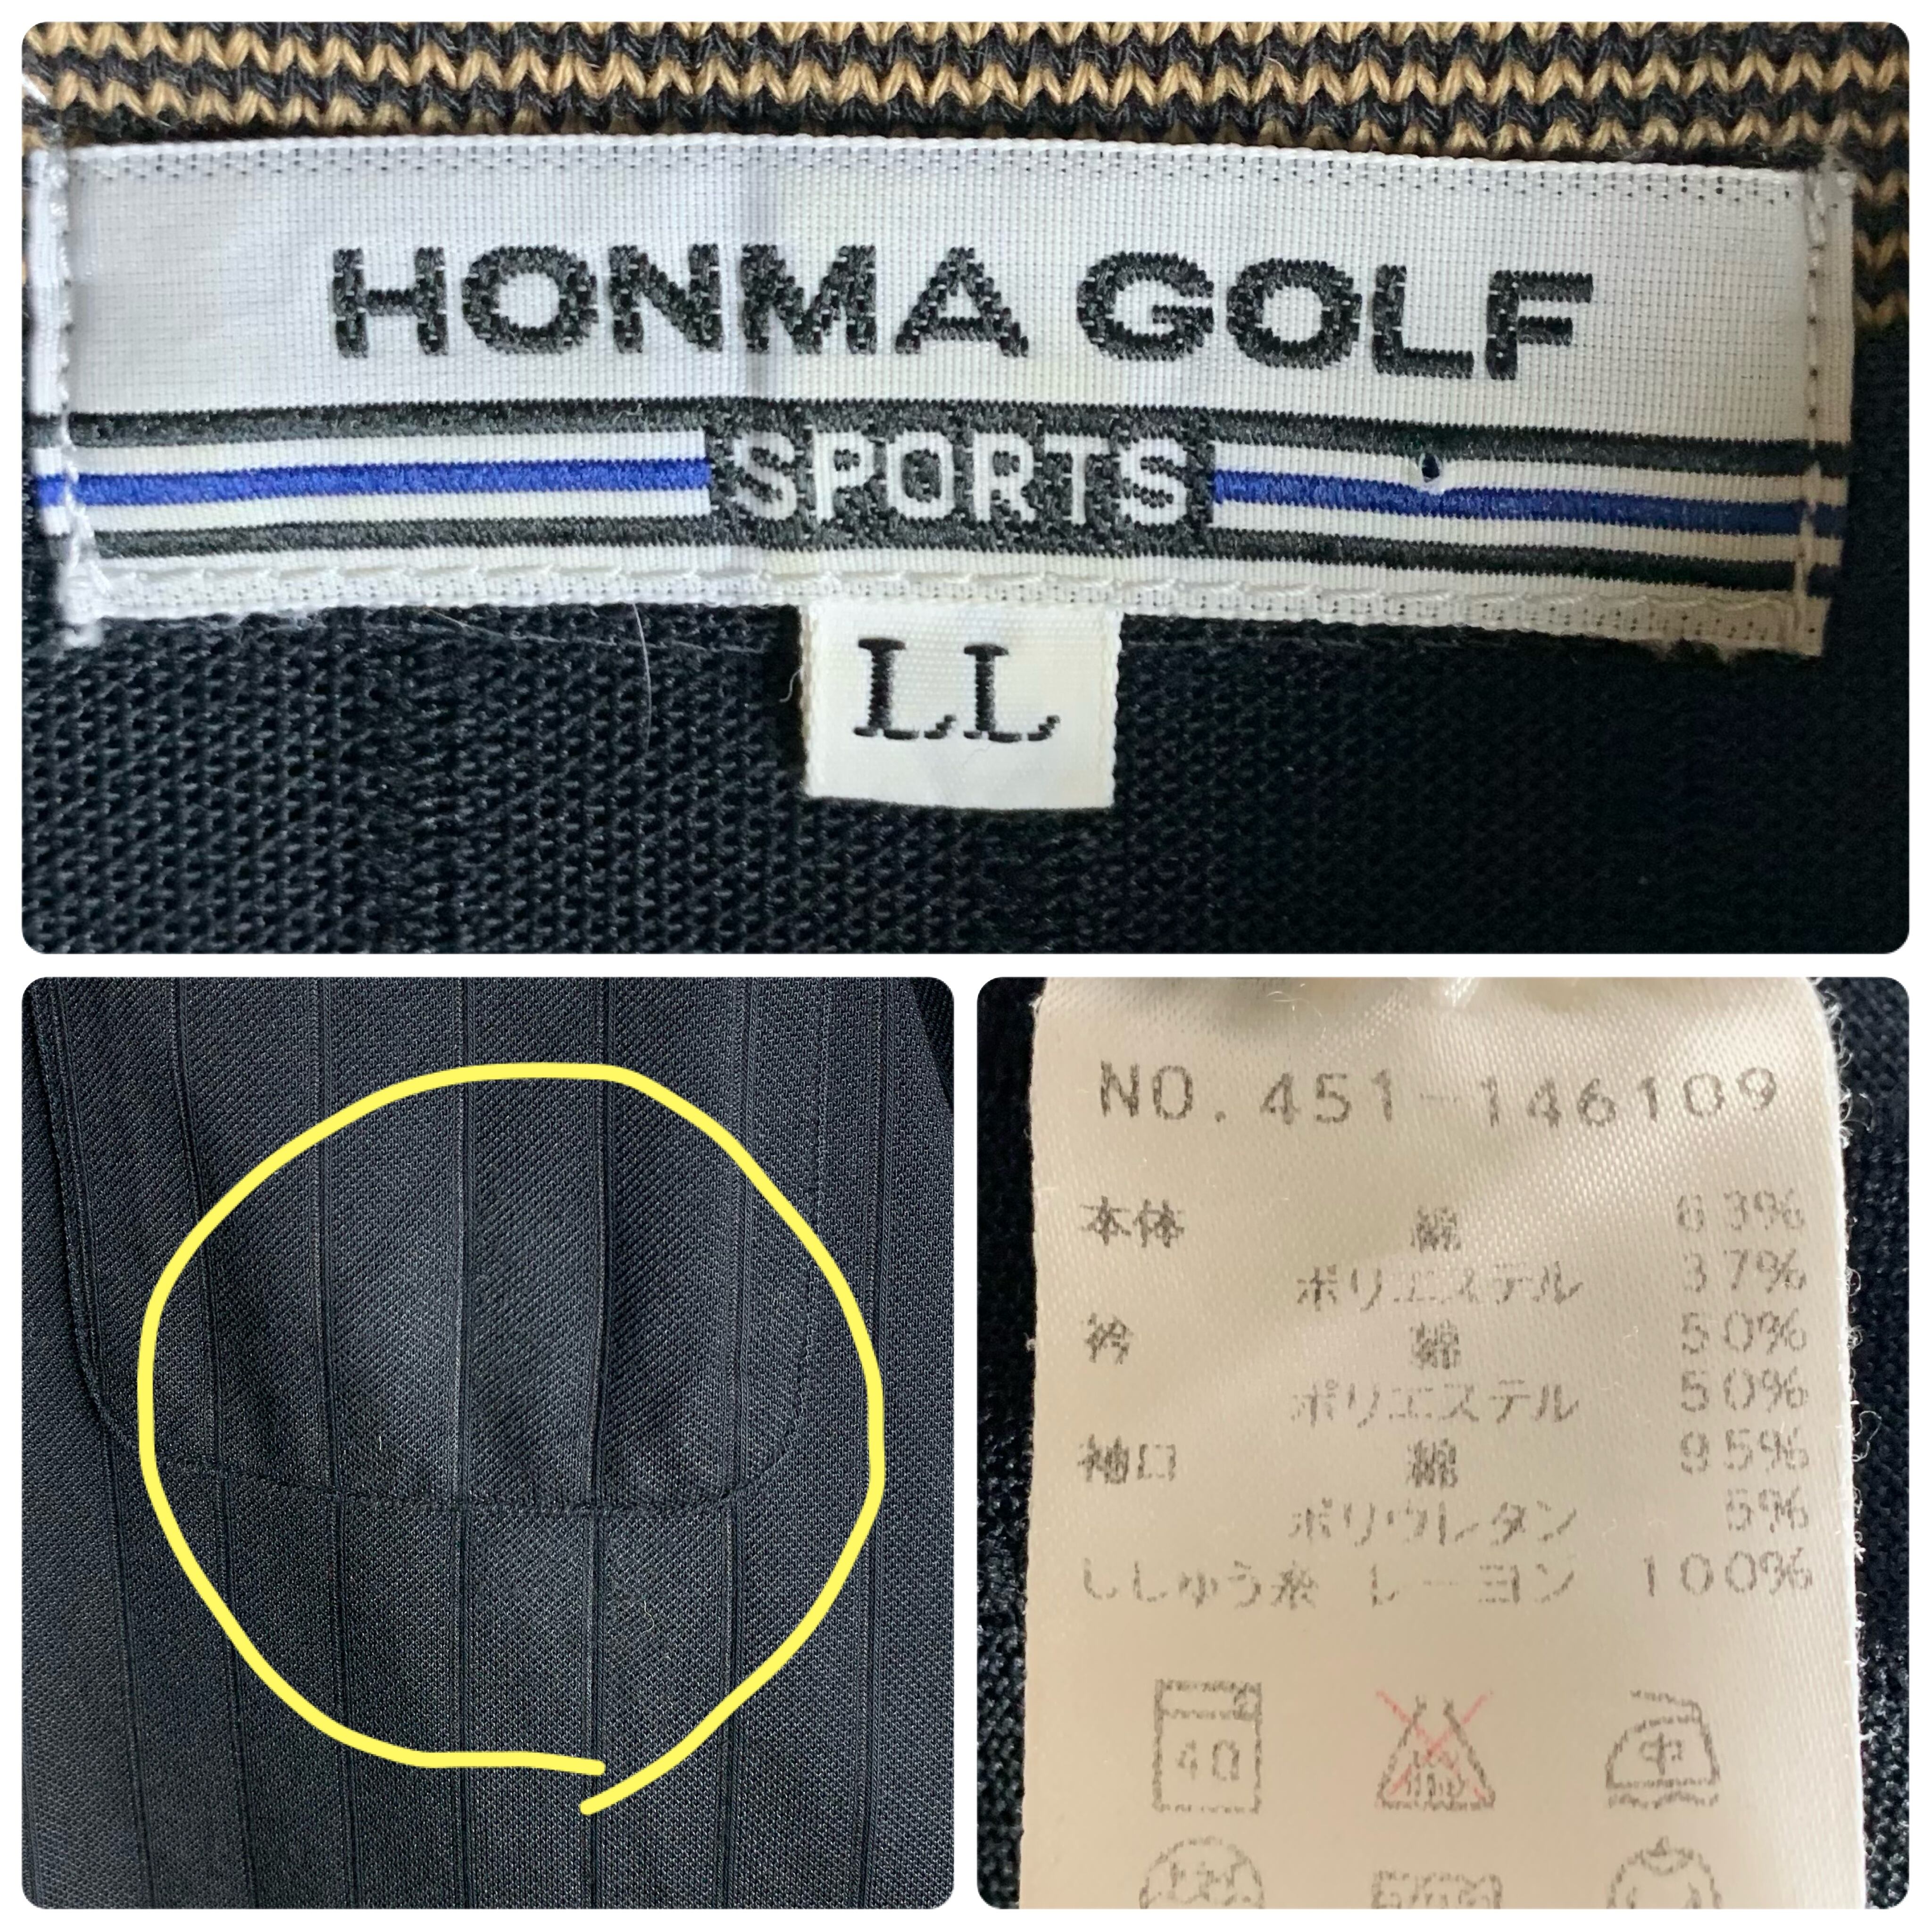 HONMA GOLF
SPORTS
LL
NO. 451-146109
本体 綿 63%
ポリエステル 37%
衿 綿 50%
ポリエステル 50%
袖口 綿 95%
ポリウレタン 5%
ししゅう糸 レーヨン 100%
40
中